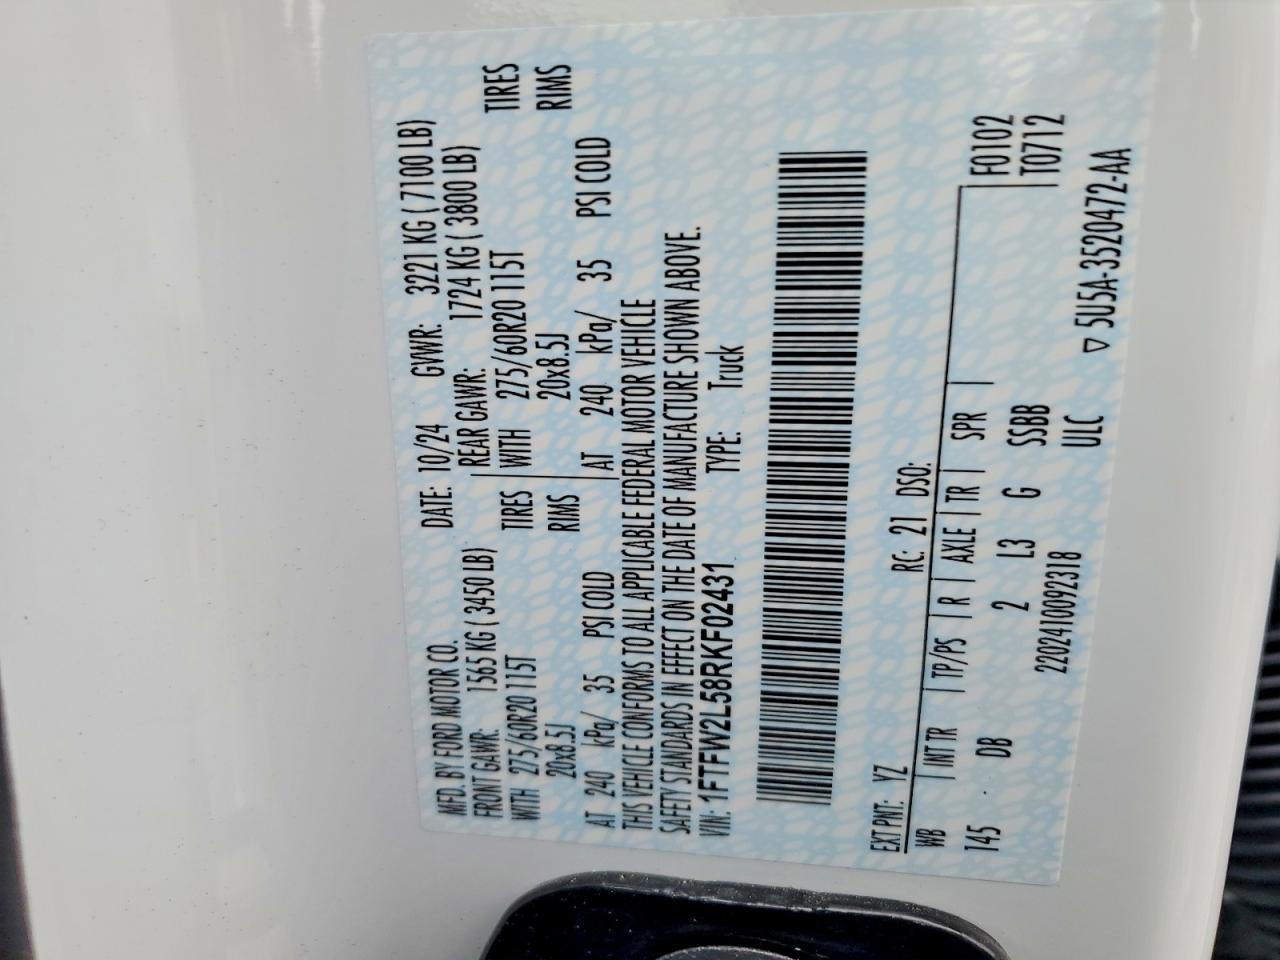 MFD. BY FORD MOTOR CO. DATE: 10/24 GVWR: 3221 KG ( 7100 LB)
FRONT GAWR: 1565 KG ( 3450 LB) REAR GAWR: 1724 KG ( 3800 LB)
WITH 275/60R20 115T TIRES WITH 275/60R20 115T TIRES
20x8.5J RIMS 20x8.5J RIMS
AT 240 kPa/ 35 PSI COLD AT 240 kPa/ 35 PSI COLD
THIS VEHICLE CONFORMS TO ALL APPLICABLE FEDERAL MOTOR VEHICLE
SAFETY STANDARDS IN EFFECT ON THE DATE OF MANUFACTURE SHOWN ABOVE.
VIN: 1FTFW2L58RKF02431 TYPE: Truck
EXT PNT: YZ RC: 21 DSO:
WB INT TR TP/PS R AXLE TR SPR F0102
145 DB 2 L3 G SSBB T0712
2202410092318 ULC ▽ 5U5A-3520472-AA